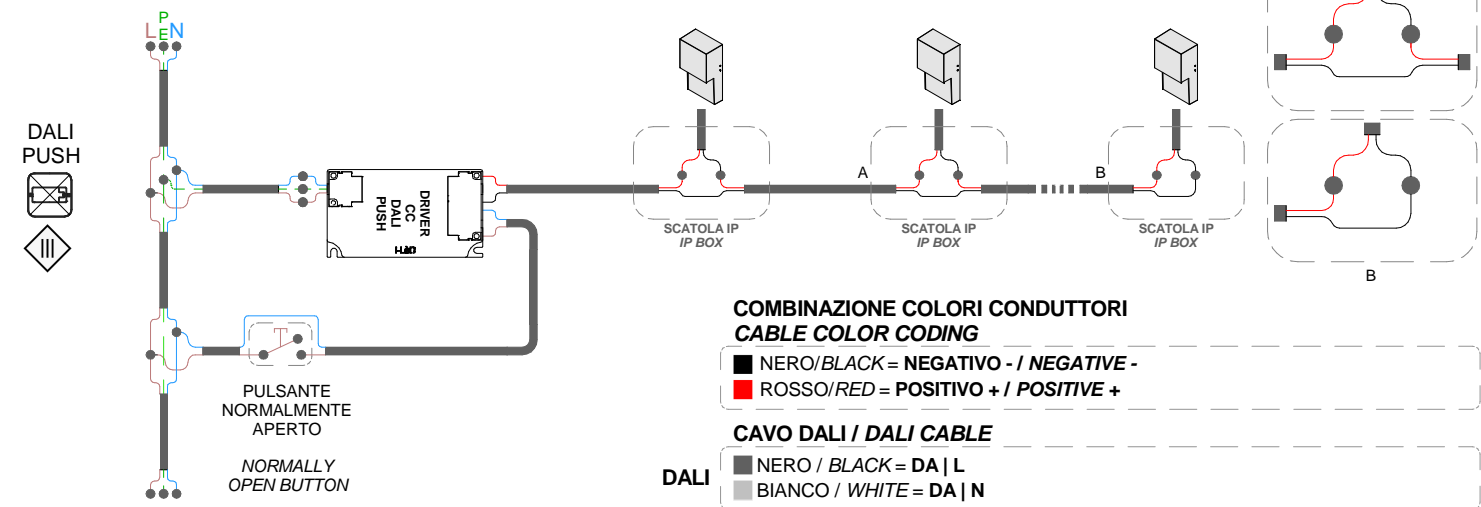 L PE N
DALI
PUSH
DRIVER
CC
DALI
PUSH
A
B
SCATOLA IP
IP BOX
SCATOLA IP
IP BOX
SCATOLA IP
IP BOX
B
PULSANTE
NORMALMENTE
APERTO
NORMALLY
OPEN BUTTON
COMBINAZIONE COLORI CONDUTTORI
CABLE COLOR CODING
NERO/BLACK = NEGATIVO - / NEGATIVE -
ROSSO/RED = POSITIVO + / POSITIVE +
CAVO DALI / DALI CABLE
DALI
NERO / BLACK = DA | L
BIANCO / WHITE = DA | N